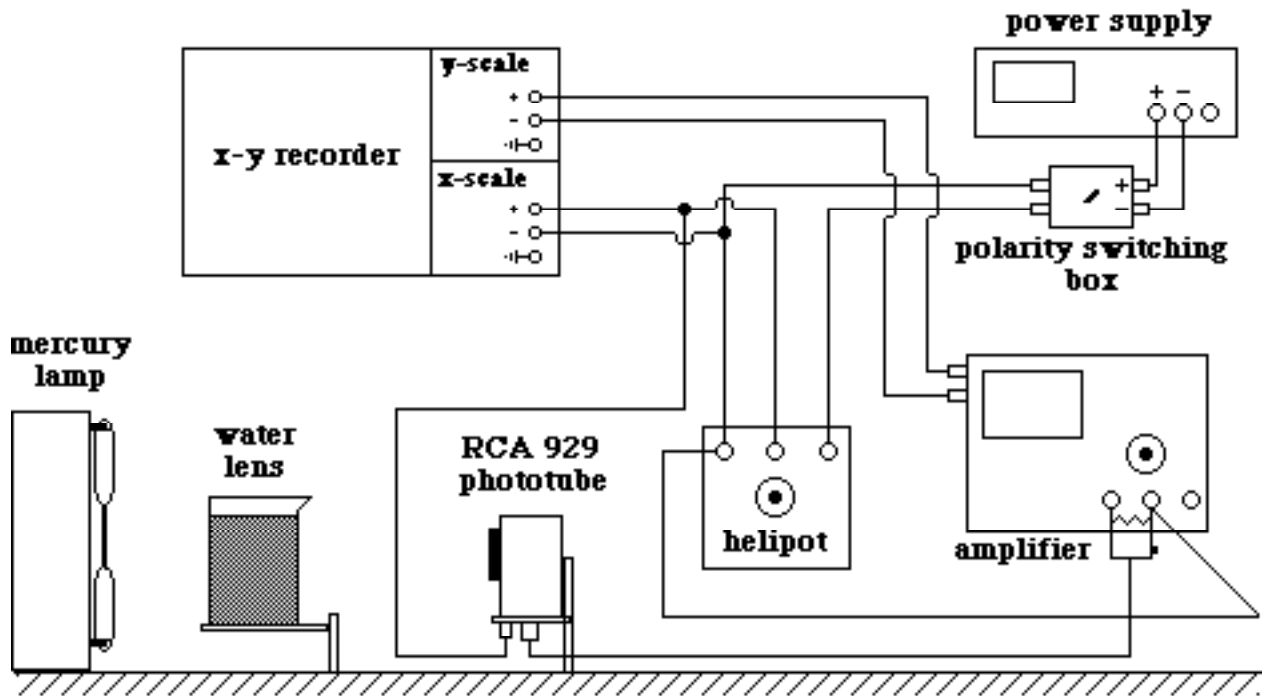 power supply
+ −
y-scale
+
-
x-y recorder
x-scale
+
-
+
−
polarity switching
box
mercury
lamp
water
lens
RCA 929
phototube
helipot
amplifier